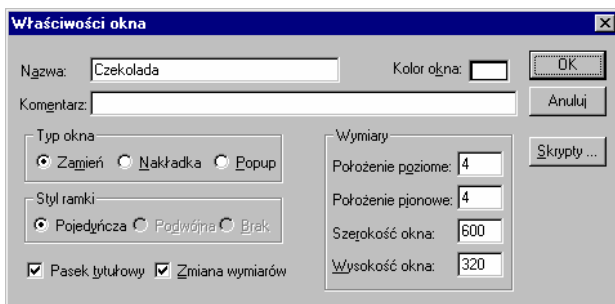 Właściwości okna
Nazwa: Czekolada Kolor okna: OK
Komentarz: Anuluj
Typ okna Wymiary Skrypty ...
Zamień Nakładka Popup Położenie poziome: 4
Styl ramki Położenie pionowe: 4
Pojedyńcza Podwójna Brak Szerokość okna: 600
Pasek tytułowy Zmiana wymiarów Wysokość okna: 320